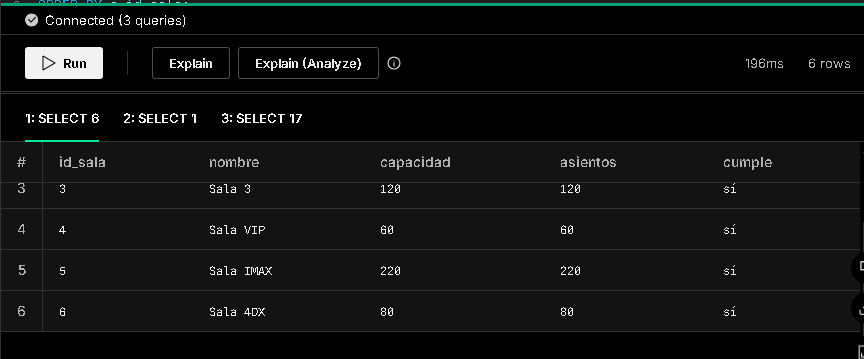 Connected (3 queries)
Run Explain Explain (Analyze) 196ms 6 rows
1: SELECT 6 2: SELECT 1 3: SELECT 17
# id_sala nombre capacidad asientos cumple
3 3 Sala 3 120 120 sí
4 4 Sala VIP 60 60 sí
5 5 Sala IMAX 220 220 sí
6 6 Sala 4DX 80 80 sí